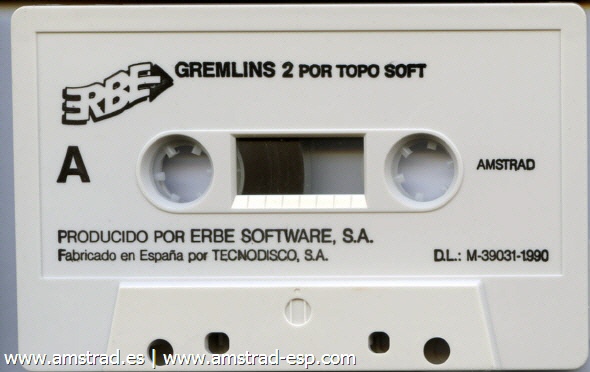 ERBE
GREMLINS 2 POR TOPO SOFT
A
AMSTRAD
PRODUCIDO POR ERBE SOFTWARE, S.A.
Fabricado en España por TECNODISCO, S.A.
D.L.: M-39031-1990
www.amstrad.es | www.amstrad-esp.com